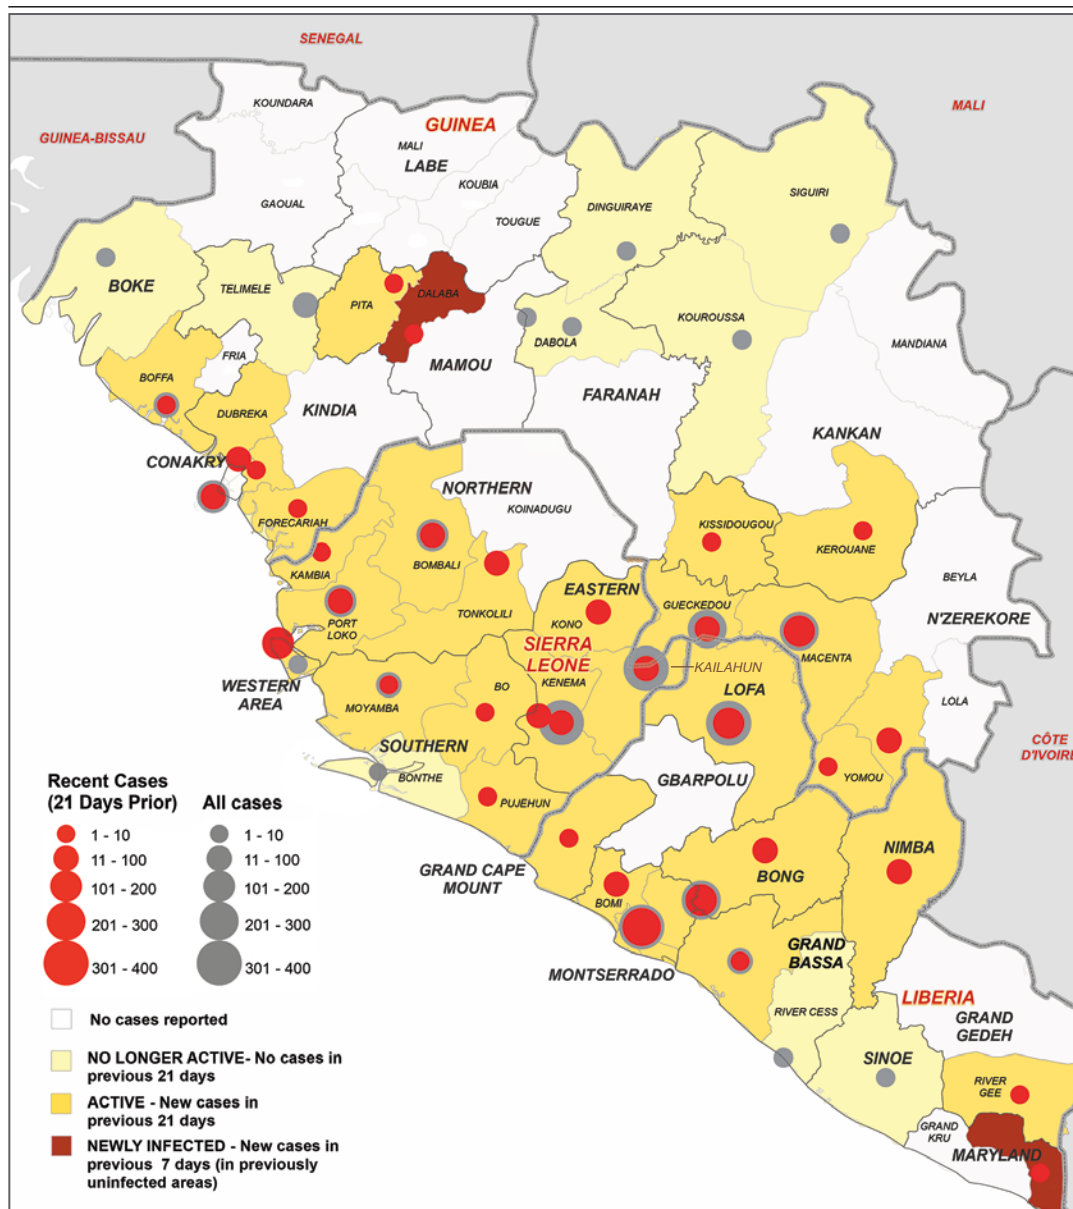 SENEGAL
MALI
GUINEA-BISSAU
KOUNDARA
GUINEA
MALI
LABE
KOUBIA
GAOUAL
TOUGUE
DINGUIRAYE
SIGUIRI
BOKE
TELIMELE
PITA
DALABA
KOUROUSSA
DABOLA
MANDIANA
FRIA
MAMOU
BOFFA
FARANAH
DUBREKA
KINDIA
KANKAN
CONAKRY
NORTHERN
KOINADUGU
FORECARIAH
KISSIDOUGOU
KEROUANE
BOMBALI
KAMBIA
BEYLA
EASTERN
GUECKEDOU
TONKOLILI
KONO
N'ZEREKORE
PORT
LOKO
SIERRA
LEONE
MACENTA
KAILAHUN
KENEMA
WESTERN
AREA
BO
LOFA
MOYAMBA
LOLA
SOUTHERN
CÔTE
D'IVOIRE
BONTHE
GBARPOLU
YOMOU
PUJEHUN
NIMBA
GRAND CAPE
MOUNT
BONG
BOMI
GRAND
BASSA
MONTSERRADO
LIBERIA
RIVER CESS
GRAND
GEDEH
SINOE
RIVER
GEE
GRAND
KRU
MARYLAND
Recent Cases
(21 Days Prior)
All cases
1 - 10
1 - 10
11 - 100
11 - 100
101 - 200
101 - 200
201 - 300
201 - 300
301 - 400
301 - 400
No cases reported
NO LONGER ACTIVE- No cases in
previous 21 days
ACTIVE - New cases in
previous 21 days
NEWLY INFECTED - New cases in
previous 7 days (in previously
uninfected areas)